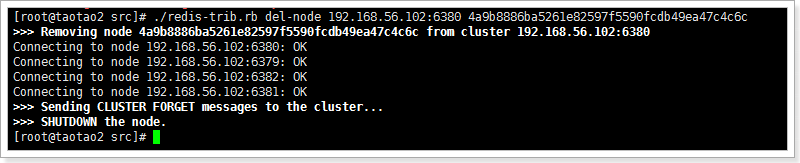 [root@taotao2 src]# ./redis-trib.rb del-node 192.168.56.102:6380 4a9b8886ba5261e82597f5590fcdb49ea47c4c6c
>>> Removing node 4a9b8886ba5261e82597f5590fcdb49ea47c4c6c from cluster 192.168.56.102:6380
Connecting to node 192.168.56.102:6380: OK
Connecting to node 192.168.56.102:6379: OK
Connecting to node 192.168.56.102:6382: OK
Connecting to node 192.168.56.102:6381: OK
>>> Sending CLUSTER FORGET messages to the cluster...
>>> SHUTDOWN the node.
[root@taotao2 src]#